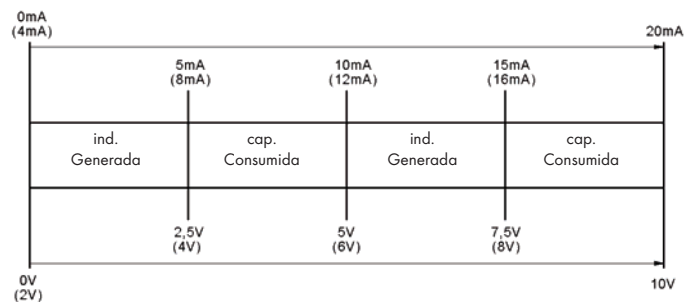 0mA
(4mA)
20mA
5mA
(8mA)
10mA
(12mA)
15mA
(16mA)
ind.
Generada
cap.
Consumida
ind.
Generada
cap.
Consumida
2,5V
(4V)
5V
(6V)
7,5V
(8V)
0V
(2V)
10V